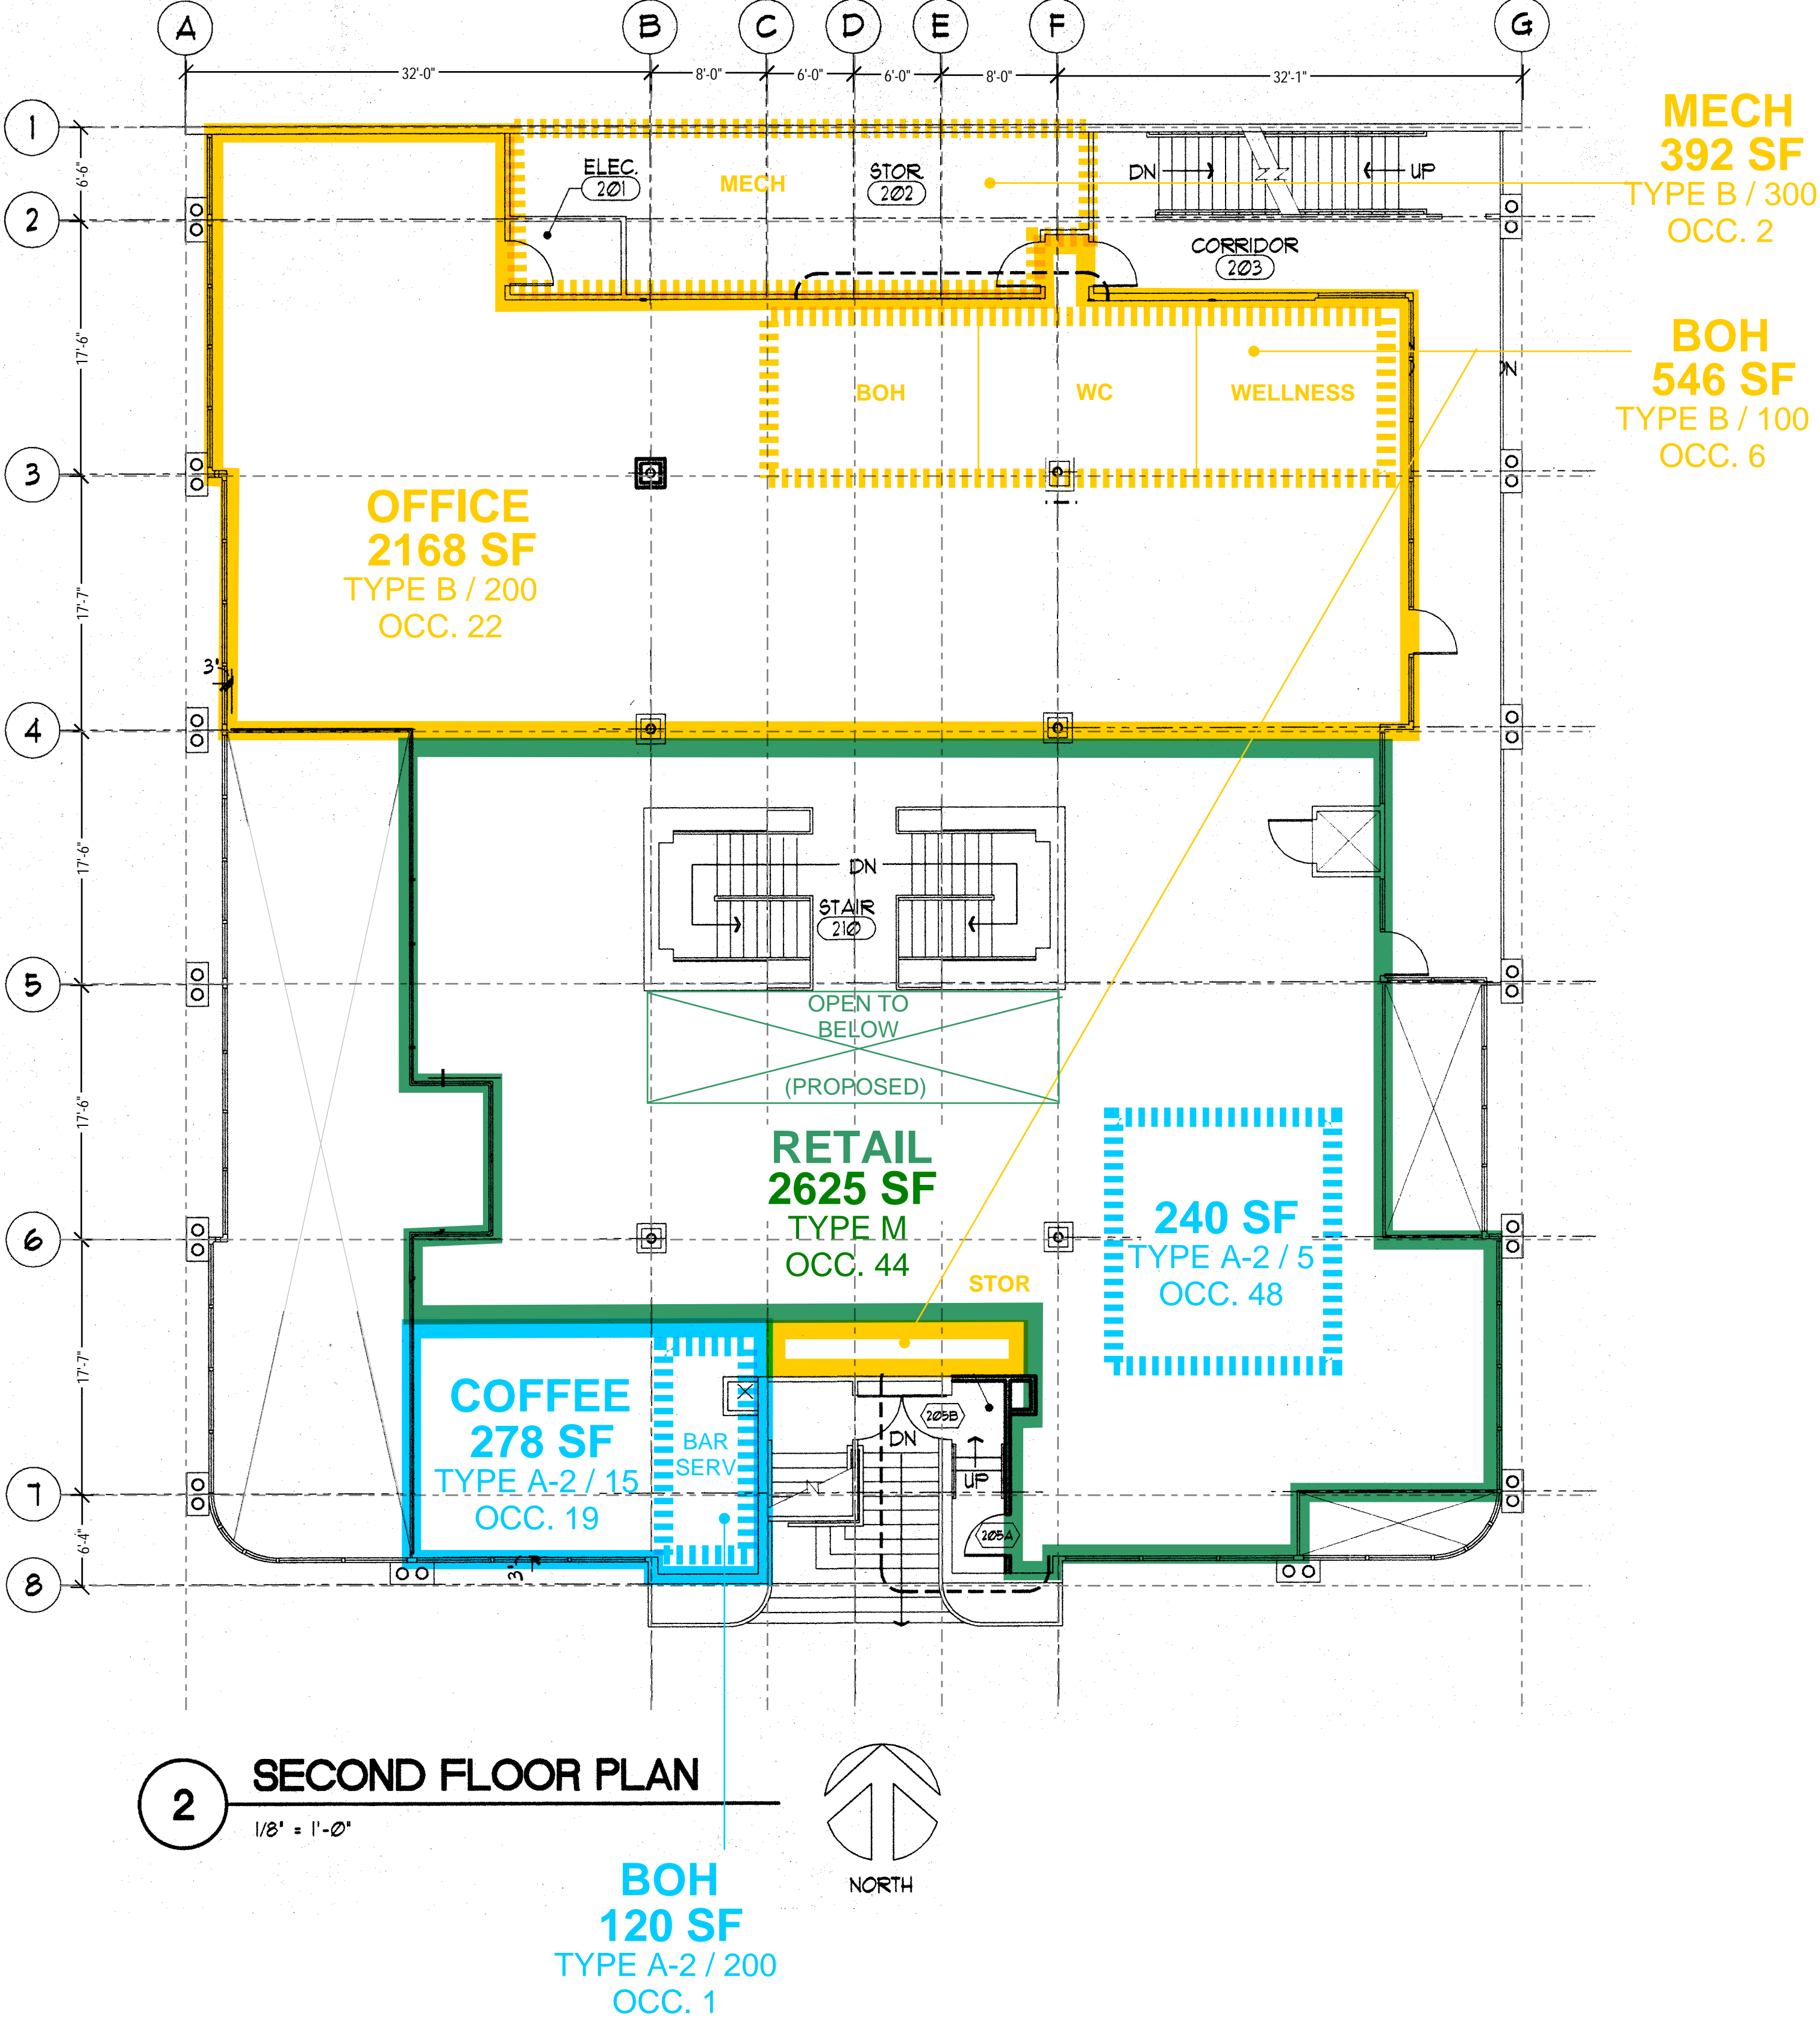 A B C D E F G
32'-0" 8'-0" 6'-0" 6'-0" 8'-0" 32'-1"
1
6'-6"
2
17'-6"
3
17'-7"
4
17'-6"
5
17'-6"
6
17'-7"
7
6'-4"
8
MECH
392 SF
TYPE B / 300
OCC. 2
ELEC.
201
MECH
STOR
202
DN
UP
CORRIDOR
203
BOH
546 SF
TYPE B / 100
OCC. 6
DN
BOH
WC
WELLNESS
OFFICE
2168 SF
TYPE B / 200
OCC. 22
3'
DN
STAIR
210
OPEN TO
BELOW
(PROPOSED)
RETAIL
2625 SF
TYPE M
OCC. 44
240 SF
TYPE A-2 / 5
OCC. 48
STOR
COFFEE
278 SF
TYPE A-2 / 15
OCC. 19
BAR
SERV
205B
DN
UP
205A
3'
2
SECOND FLOOR PLAN
1/8" = 1'-0"
NORTH
BOH
120 SF
TYPE A-2 / 200
OCC. 1